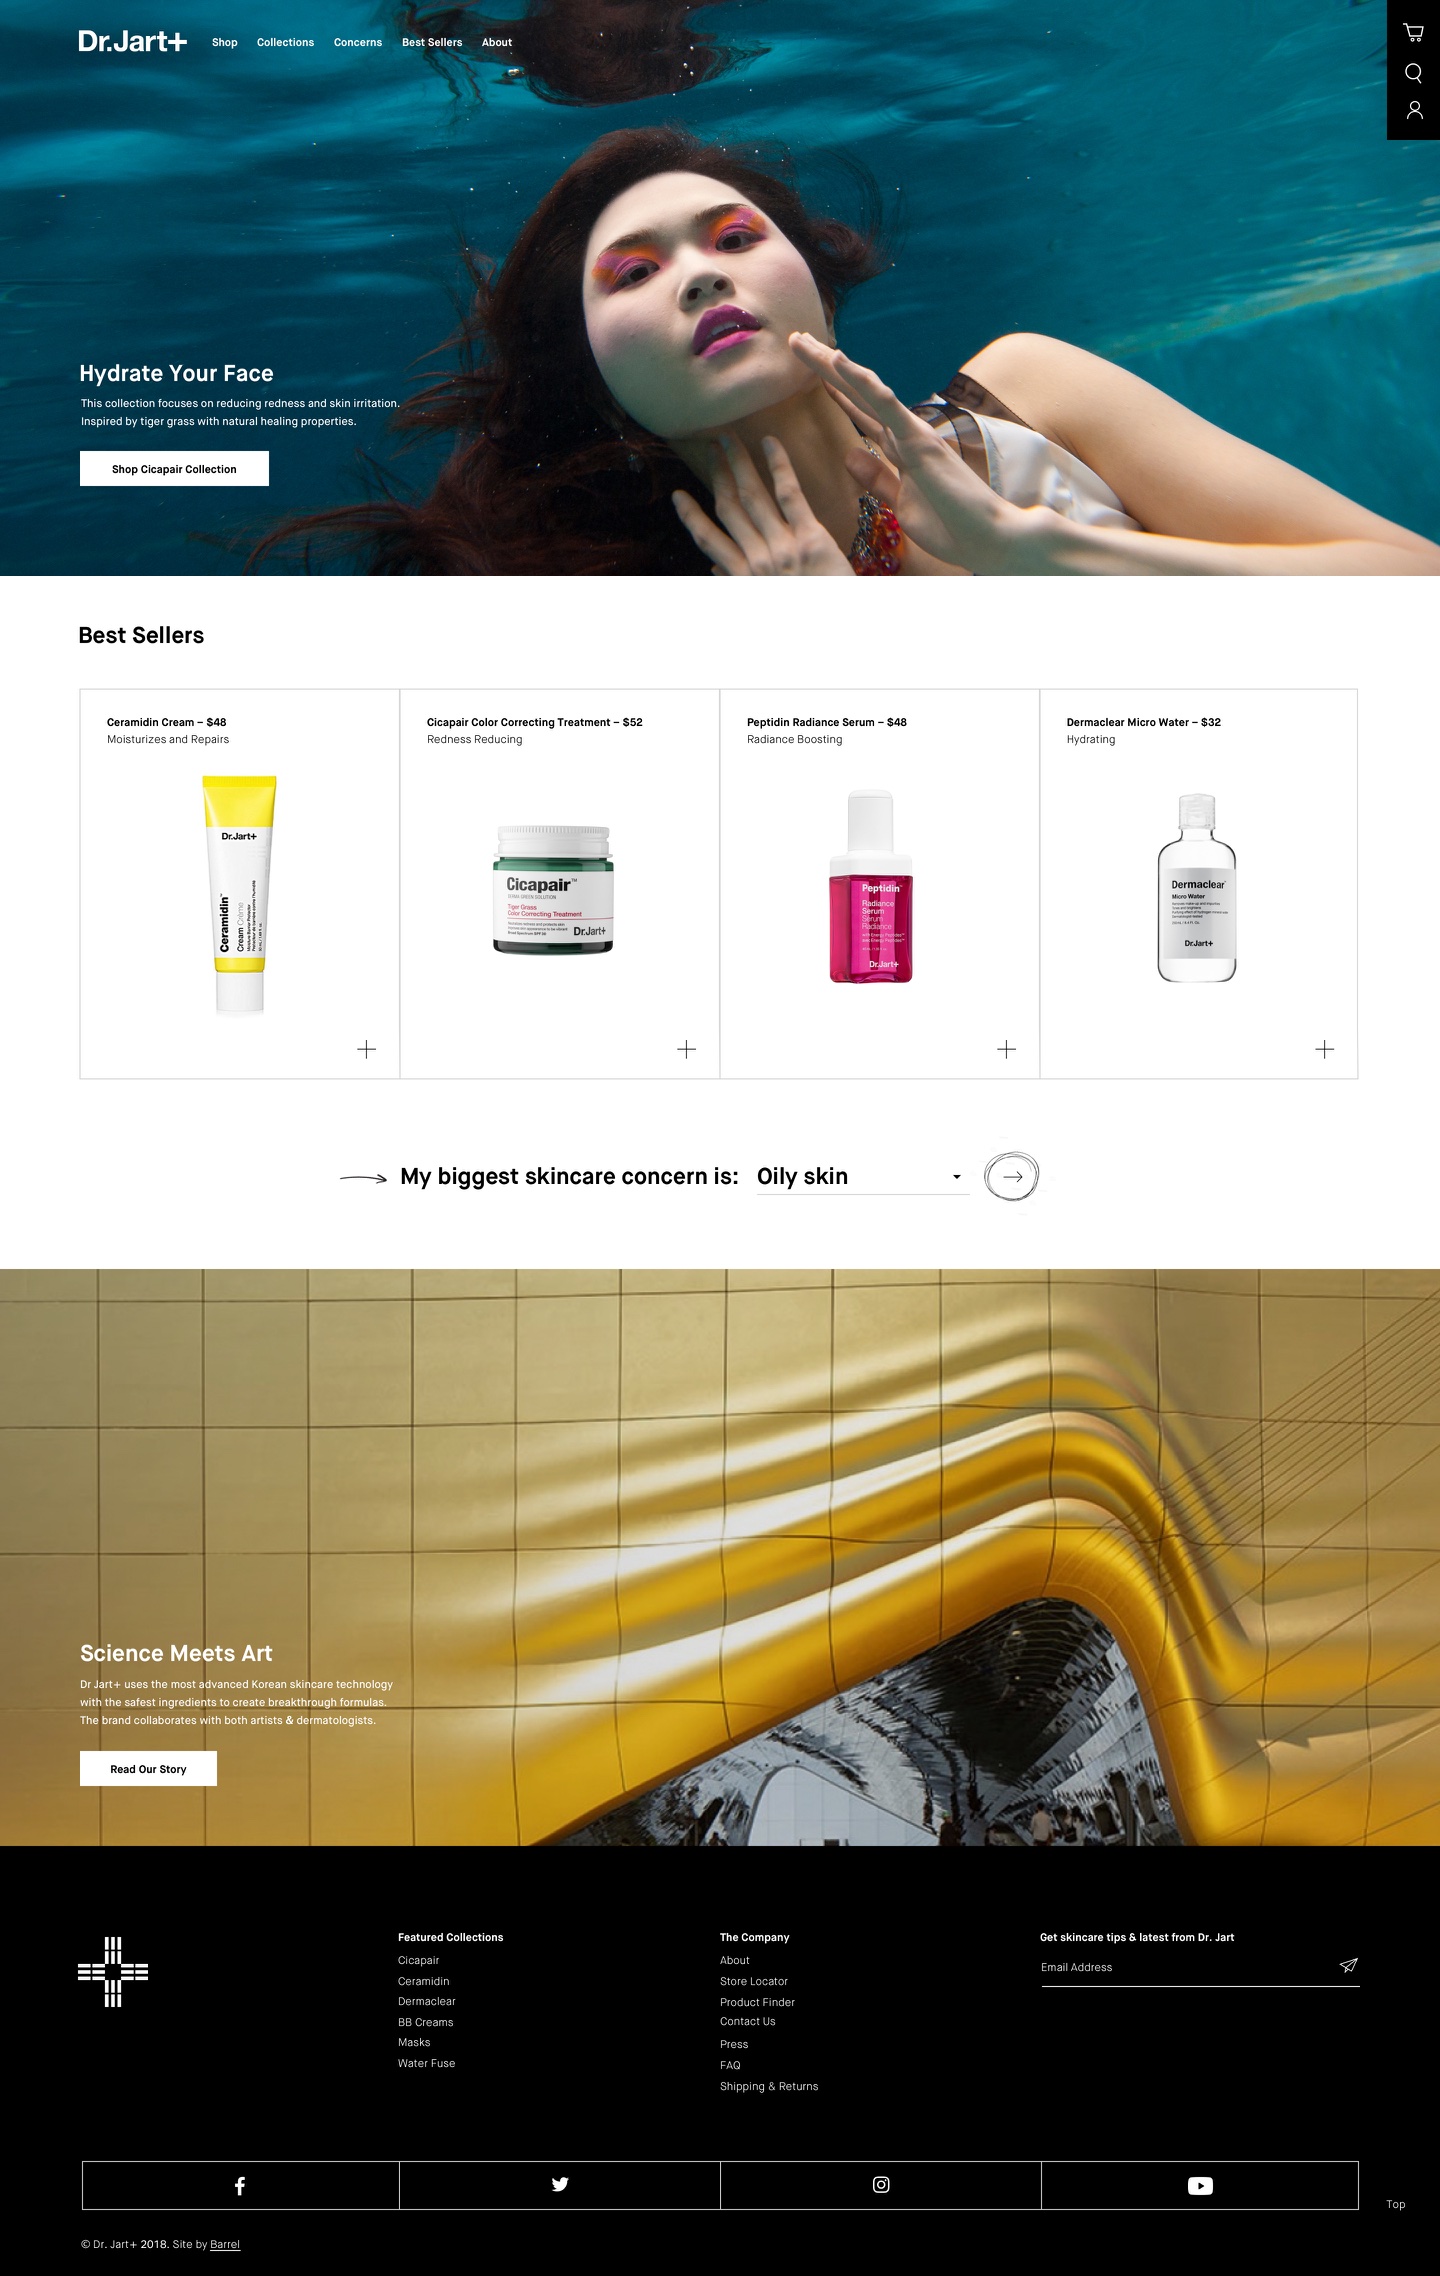 Dr.Jart+ Shop Collections Concerns Best Sellers About
Hydrate Your Face
This collection focuses on reducing redness and skin irritation.
Inspired by tiger grass with natural healing properties.
Shop Cicapair Collection
Best Sellers
Ceramidin Cream – $48
Moisturizes and Repairs
Dr.Jart+
Ceramidin™
Cream Crème
Cicapair Color Correcting Treatment – $52
Redness Reducing
Cicapair™
Tiger Grass
Color Correcting Treatment
Dr.Jart+
Peptidin Radiance Serum – $48
Radiance Boosting
Peptidin™
Radiance
Serum
Serum
Radiance
Dr.Jart+
Dermaclear Micro Water – $32
Hydrating
Dermaclear™
Micro Water
Dr.Jart+
My biggest skincare concern is: Oily skin
Science Meets Art
Dr Jart+ uses the most advanced Korean skincare technology
with the safest ingredients to create breakthrough formulas.
The brand collaborates with both artists & dermatologists.
Read Our Story
Featured Collections
Cicapair
Ceramidin
Dermaclear
BB Creams
Masks
Water Fuse
The Company
About
Store Locator
Product Finder
Contact Us
Press
FAQ
Shipping & Returns
Get skincare tips & latest from Dr. Jart
Email Address
Top
© Dr. Jart+ 2018. Site by Barrel